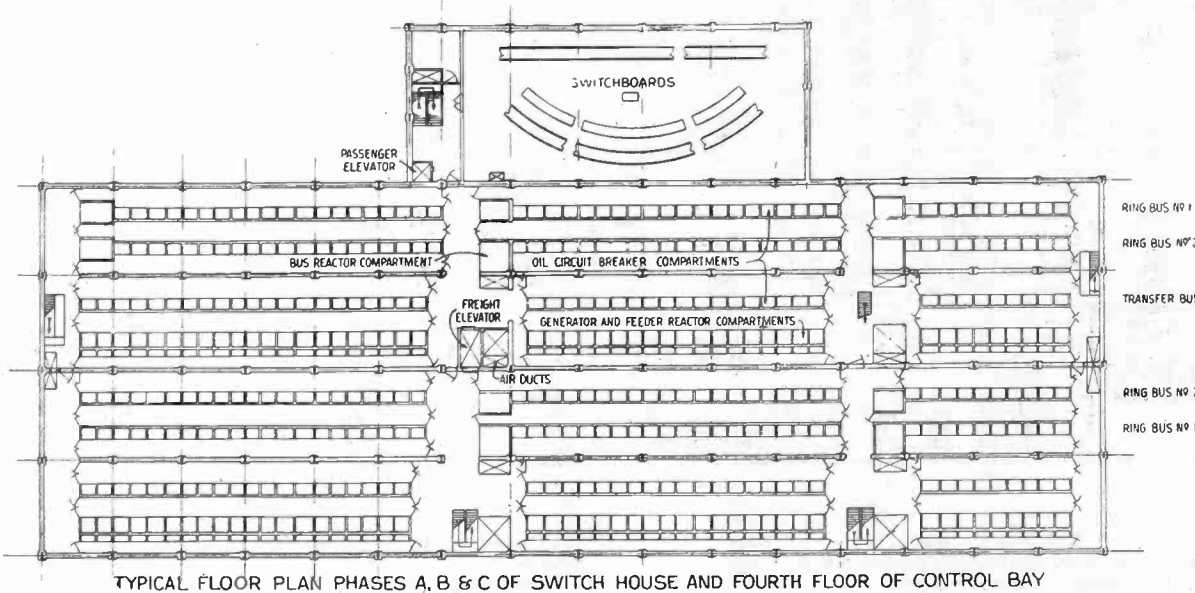 SWITCHBOARDS
PASSENGER
ELEVATOR
RING BUS Nº 1
RING BUS Nº 2
BUS REACTOR COMPARTMENT
OIL CIRCUIT BREAKER COMPARTMENTS
TRANSFER BUS
FREIGHT
ELEVATOR
GENERATOR AND FEEDER REACTOR COMPARTMENTS
AIR DUCTS
RING BUS Nº 2
RING BUS Nº 1
TYPICAL FLOOR PLAN PHASES A, B & C OF SWITCH HOUSE AND FOURTH FLOOR OF CONTROL BAY